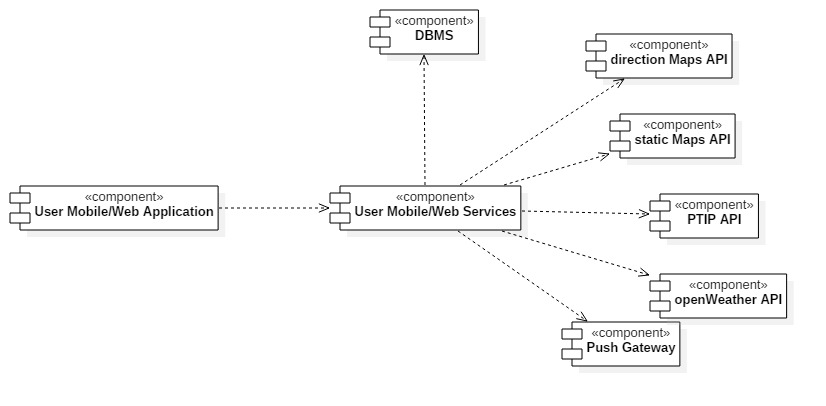 «component»
DBMS
«component»
direction Maps API
«component»
static Maps API
«component»
User Mobile/Web Application
«component»
User Mobile/Web Services
«component»
PTIP API
«component»
openWeather API
«component»
Push Gateway